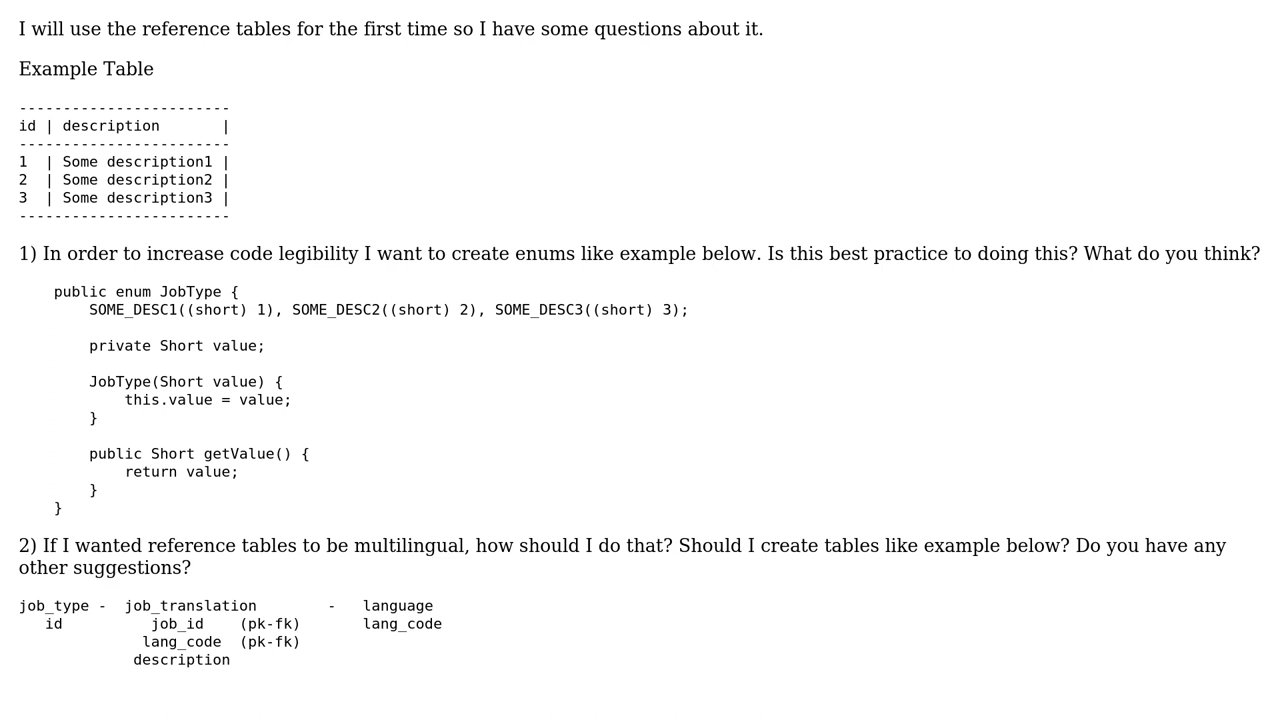 I will use the reference tables for the first time so I have some questions about it.
Example Table
------------------------
id | description       |
------------------------
1  | Some description1 |
2  | Some description2 |
3  | Some description3 |
------------------------
1) In order to increase code legibility I want to create enums like example below. Is this best practice to doing this? What do you think?
    public enum JobType {
        SOME_DESC1((short) 1), SOME_DESC2((short) 2), SOME_DESC3((short) 3);
        private Short value;
        JobType(Short value) {
            this.value = value;
        }
        public Short getValue() {
            return value;
        }
    }
2) If I wanted reference tables to be multilingual, how should I do that? Should I create tables like example below? Do you have any
other suggestions?
job_type -  job_translation        -   language
   id          job_id    (pk-fk)       lang_code
              lang_code  (pk-fk)
             description